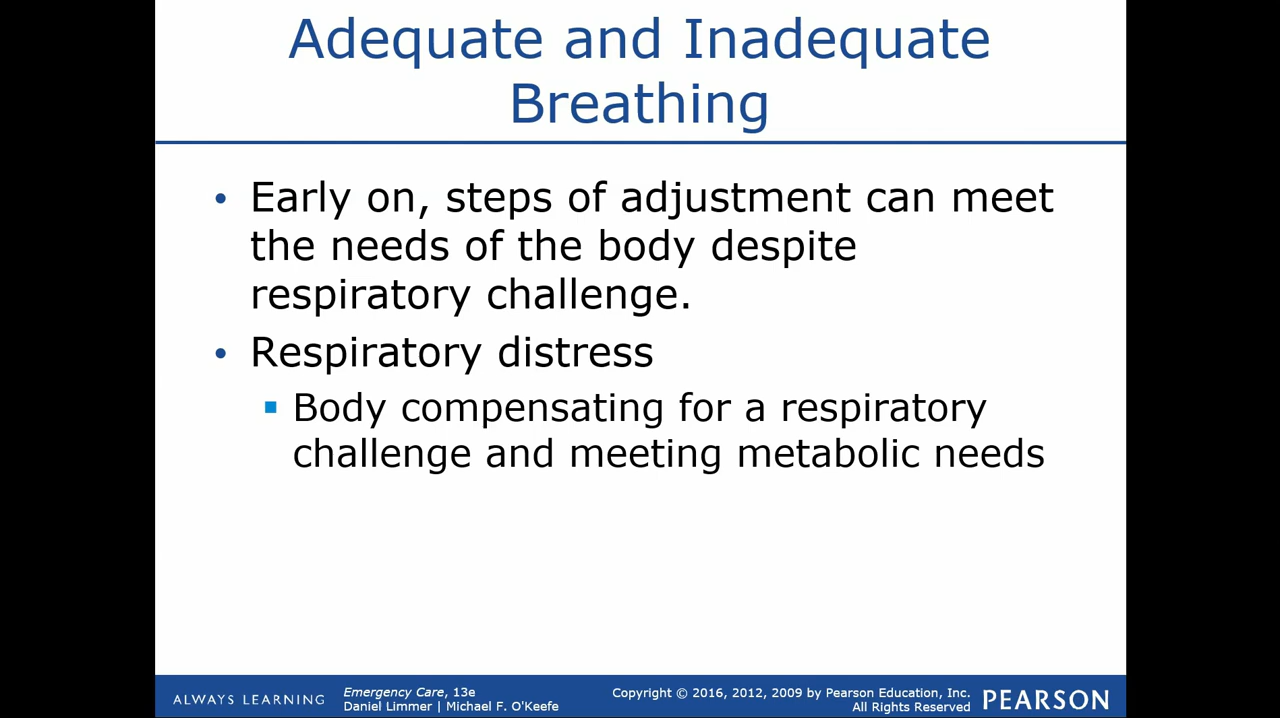 Adequate and Inadequate
Breathing
• Early on, steps of adjustment can meet
the needs of the body despite
respiratory challenge.
• Respiratory distress
▪ Body compensating for a respiratory
challenge and meeting metabolic needs
ALWAYS LEARNING
Emergency Care, 13e
Daniel Limmer | Michael F. O'Keefe
Copyright © 2016, 2012, 2009 by Pearson Education, Inc.
All Rights Reserved
PEARSON